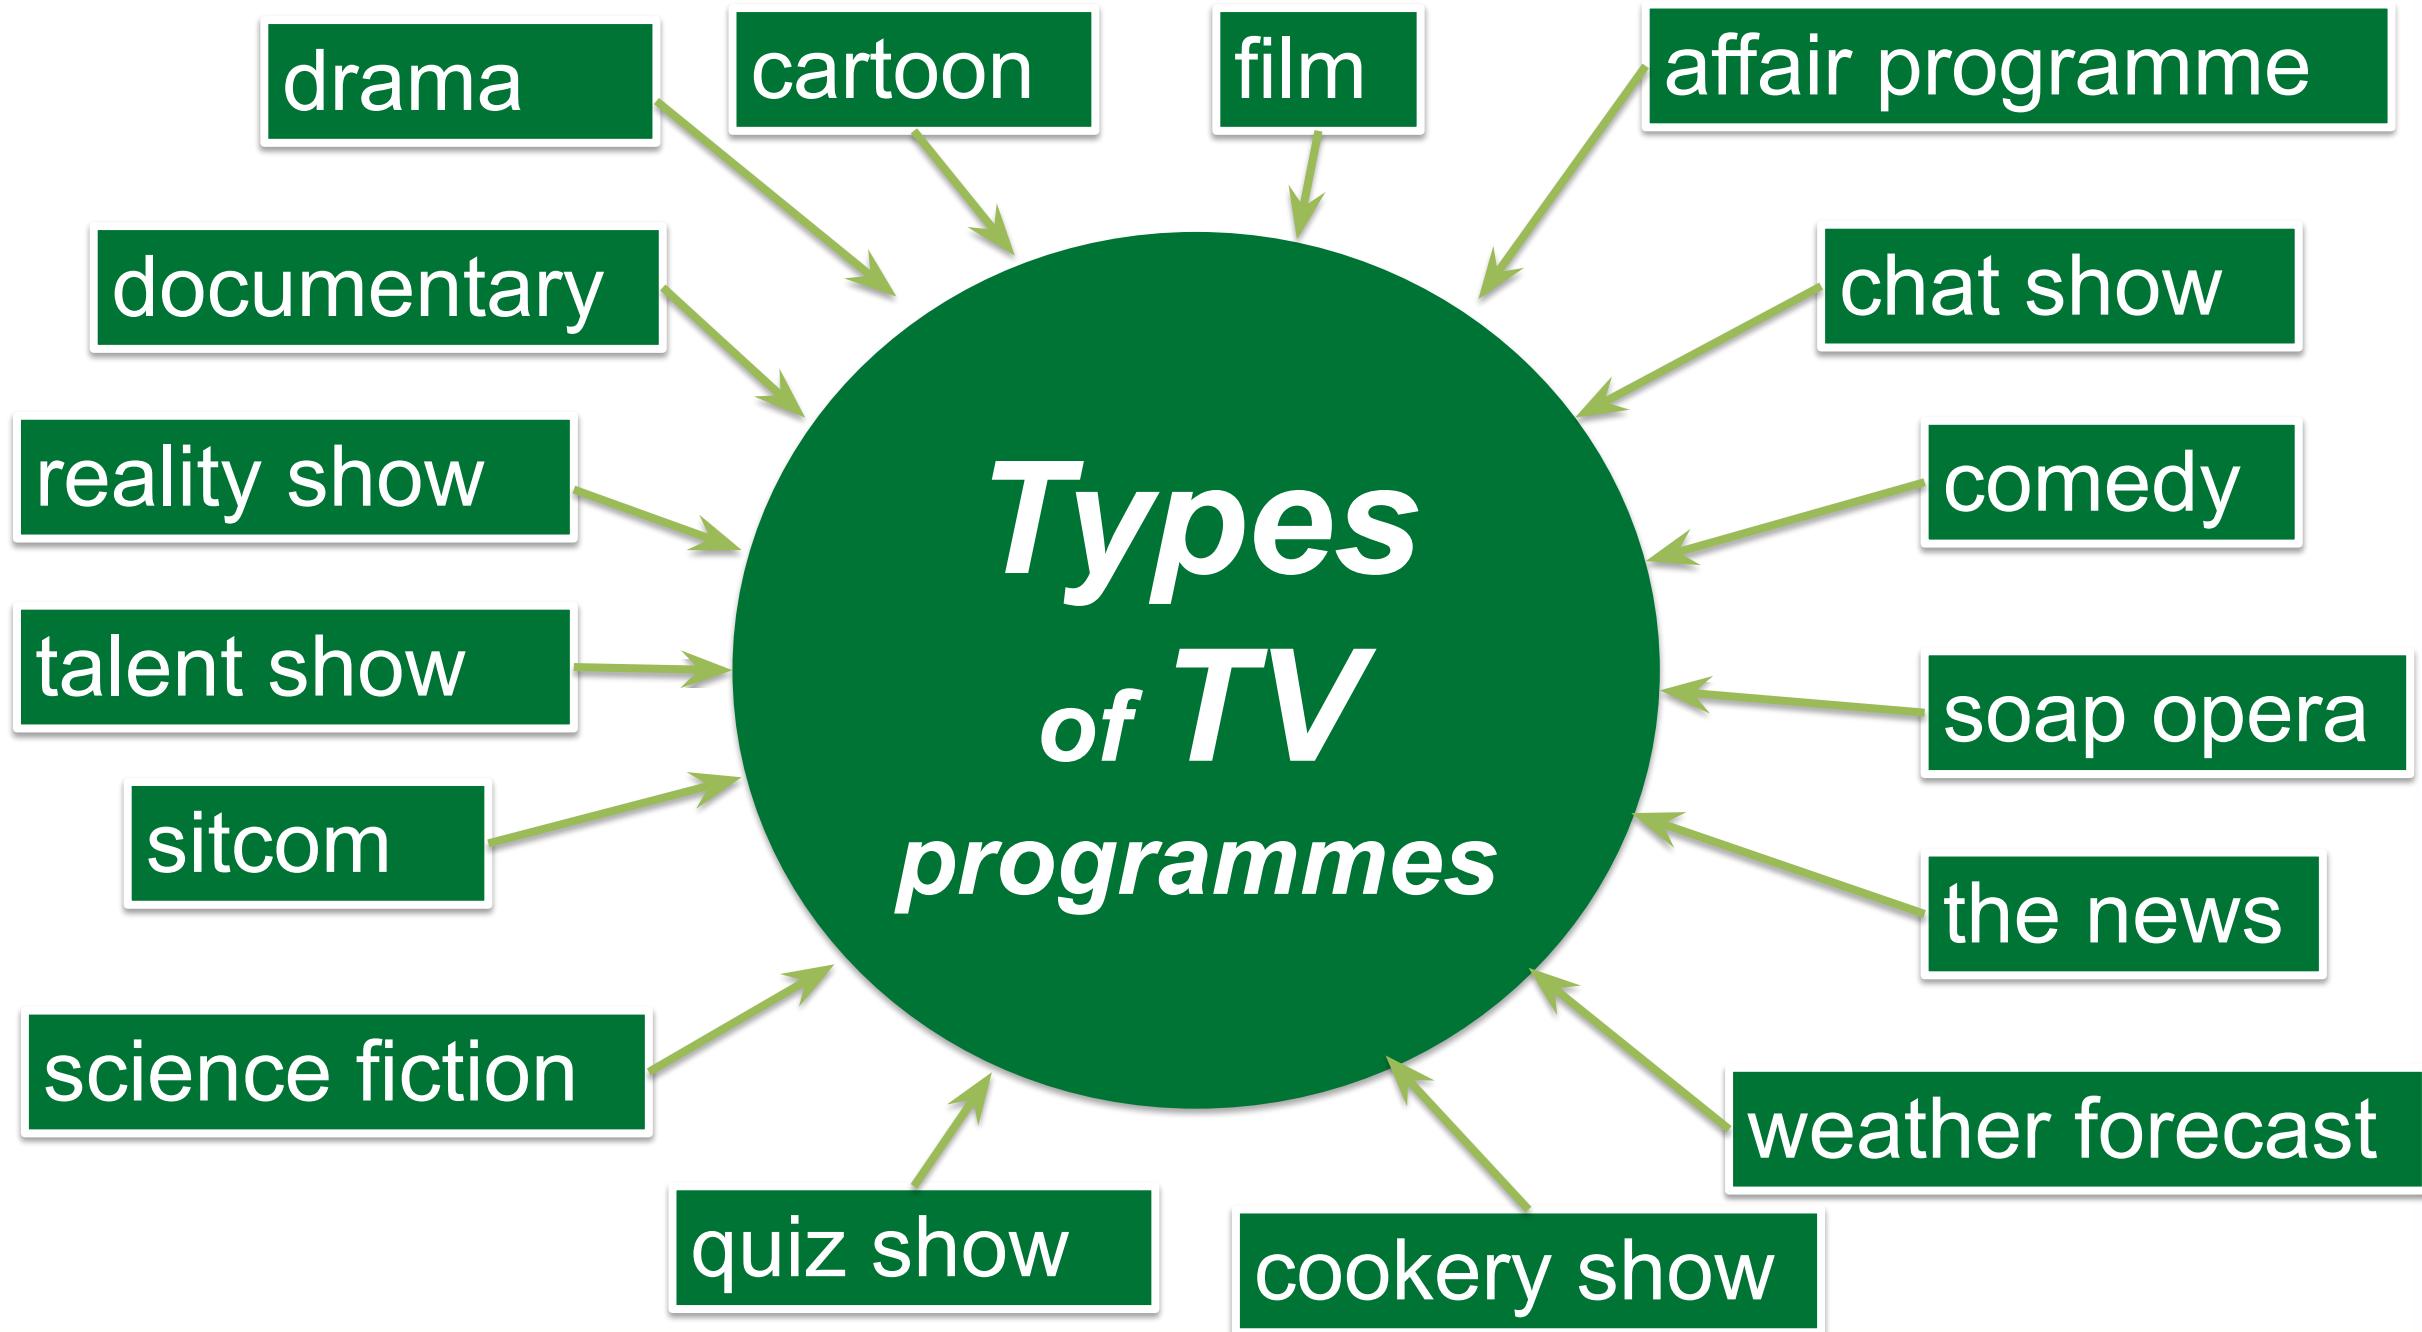 drama
cartoon
film
affair programme
documentary
chat show
reality show
comedy
Types
of TV
programmes
talent show
soap opera
sitcom
the news
science fiction
weather forecast
quiz show
cookery show